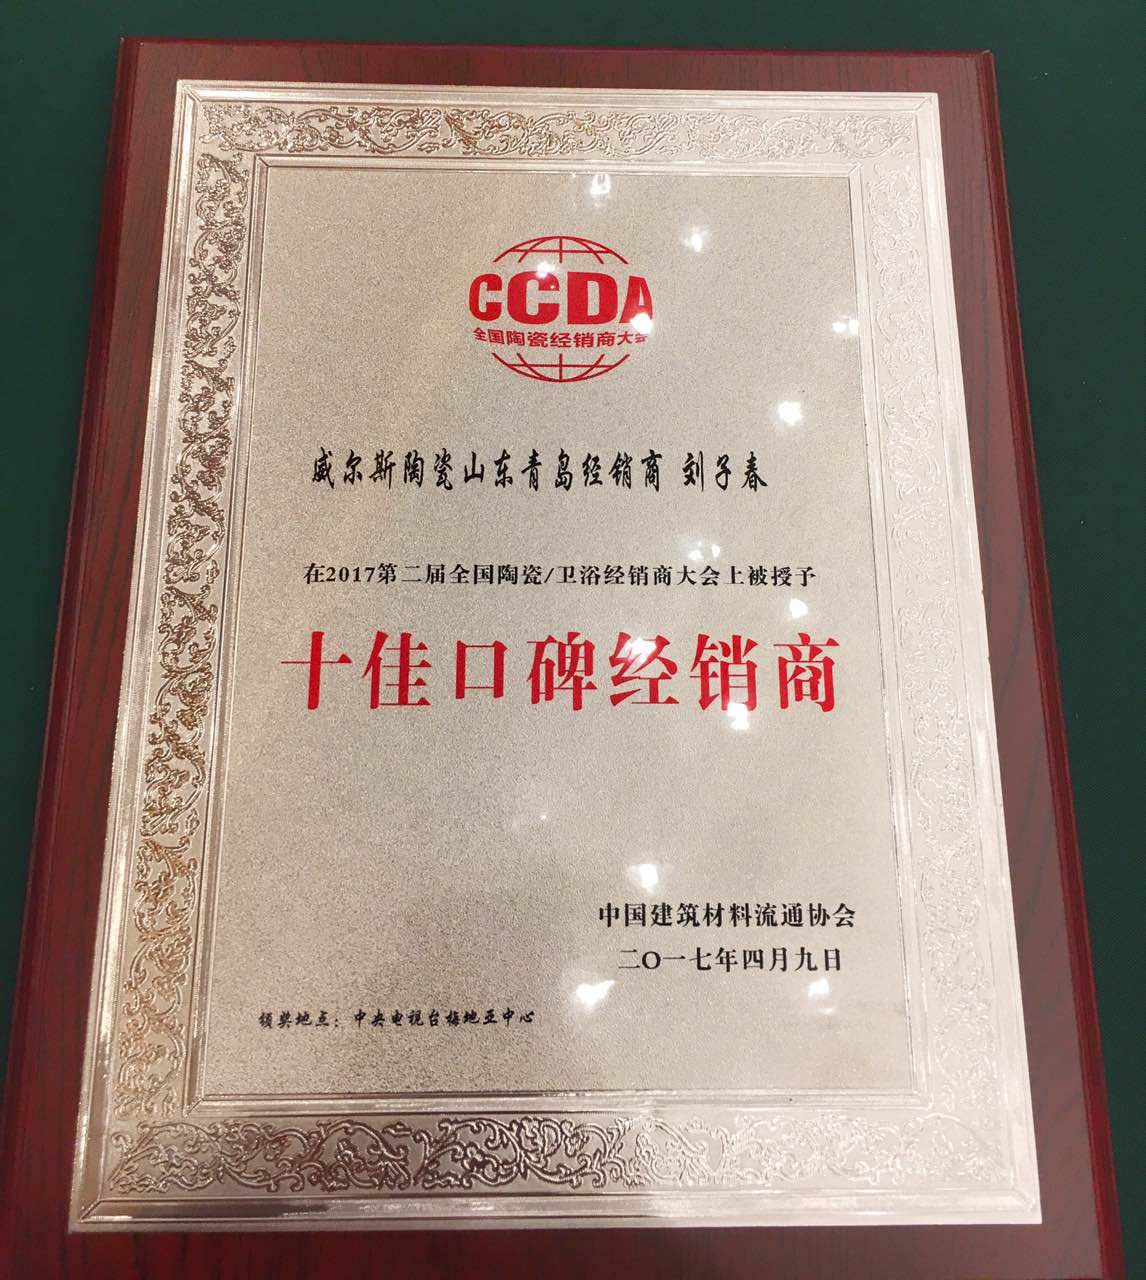 CCDA
全国陶瓷经销商大会
威尔斯陶瓷山东青岛经销商 刘子春
在2017第二届全国陶瓷/卫浴经销商大会上被授予
十佳口碑经销商
中国建筑材料流通协会
二〇一七年四月九日
颁奖地点：中央电视台梅地亚中心